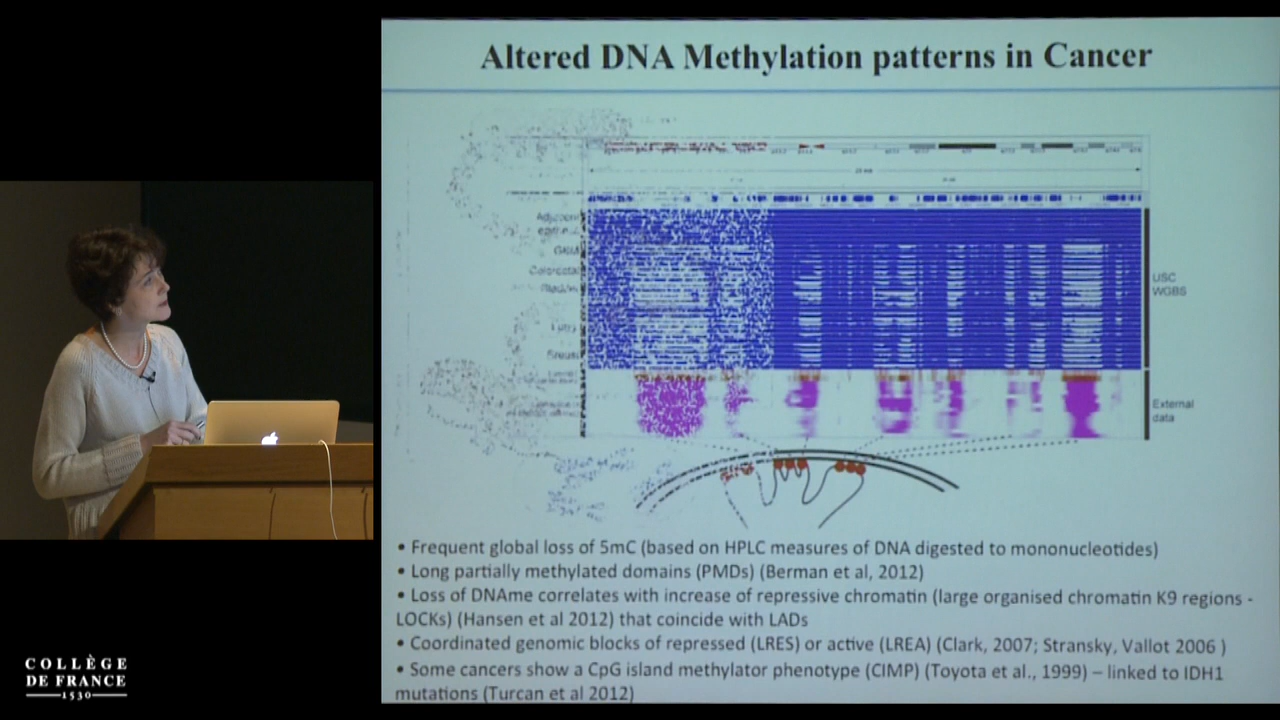 Altered DNA Methylation patterns in Cancer
USC
WGBS
External
data
• Frequent global loss of 5mC (based on HPLC measures of DNA digested to mononucleotides)
• Long partially methylated domains (PMDs) (Berman et al, 2012)
• Loss of DNAme correlates with increase of repressive chromatin (large organised chromatin K9 regions -
LOCKs) (Hansen et al 2012) that coincide with LADs
• Coordinated genomic blocks of repressed (LRES) or active (LREA) (Clark, 2007; Stransky, Vallot 2006 )
• Some cancers show a CpG island methylator phenotype (CIMP) (Toyota et al., 1999) – linked to IDH1
mutations (Turcan et al 2012)
COLLÈGE
DE FRANCE
1530